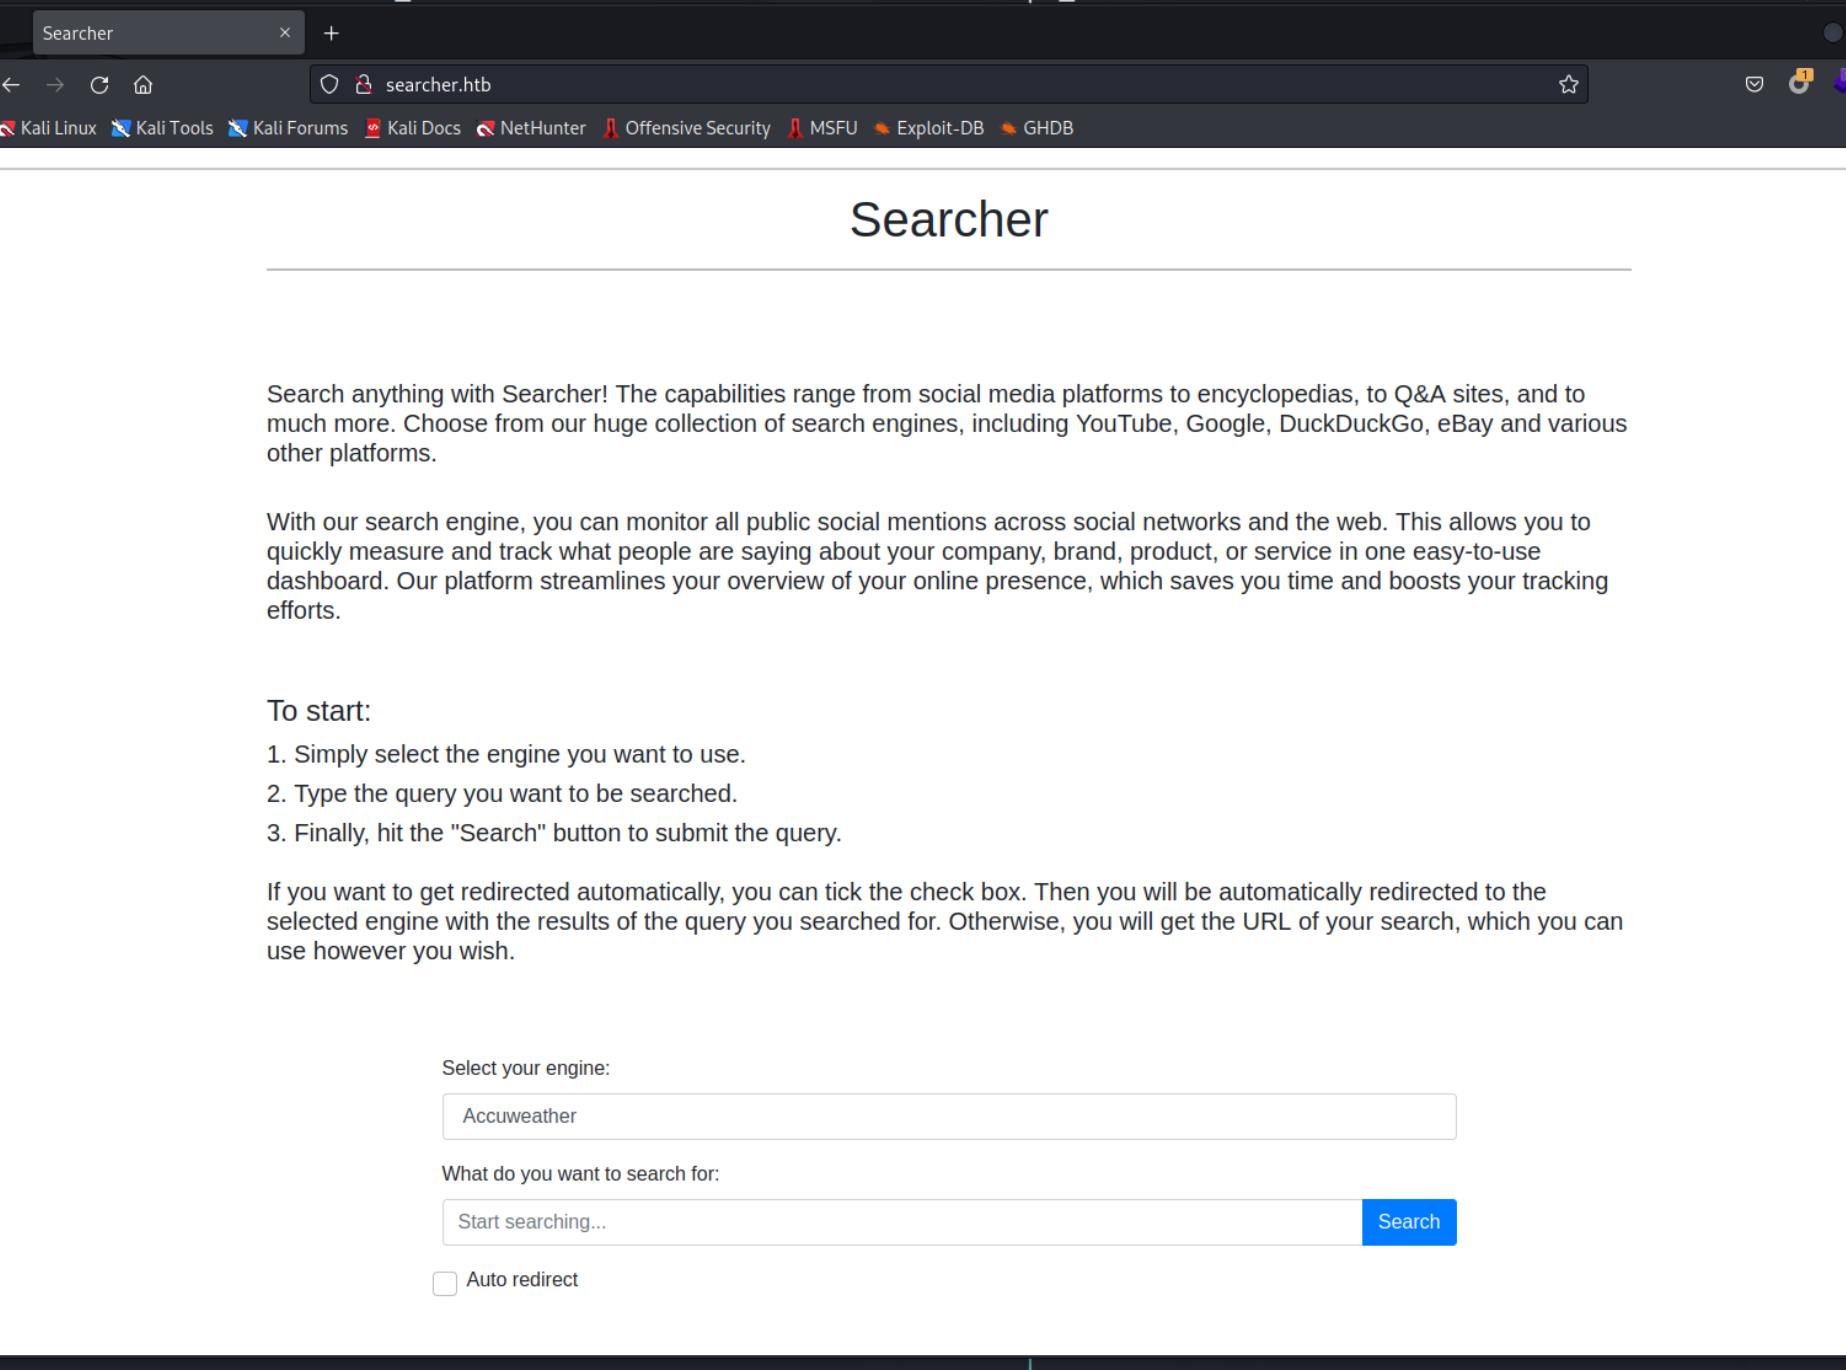 Searcher
searcher.htb
1
Kali Linux Kali Tools Kali Forums Kali Docs NetHunter Offensive Security MSFU Exploit-DB GHDB
Searcher
Search anything with Searcher! The capabilities range from social media platforms to encyclopedias, to Q&A sites, and to
much more. Choose from our huge collection of search engines, including YouTube, Google, DuckDuckGo, eBay and various
other platforms.
With our search engine, you can monitor all public social mentions across social networks and the web. This allows you to
quickly measure and track what people are saying about your company, brand, product, or service in one easy-to-use
dashboard. Our platform streamlines your overview of your online presence, which saves you time and boosts your tracking
efforts.
To start:
1. Simply select the engine you want to use.
2. Type the query you want to be searched.
3. Finally, hit the "Search" button to submit the query.
If you want to get redirected automatically, you can tick the check box. Then you will be automatically redirected to the
selected engine with the results of the query you searched for. Otherwise, you will get the URL of your search, which you can
use however you wish.
Select your engine:
Accuweather
What do you want to search for:
Start searching... Search
Auto redirect